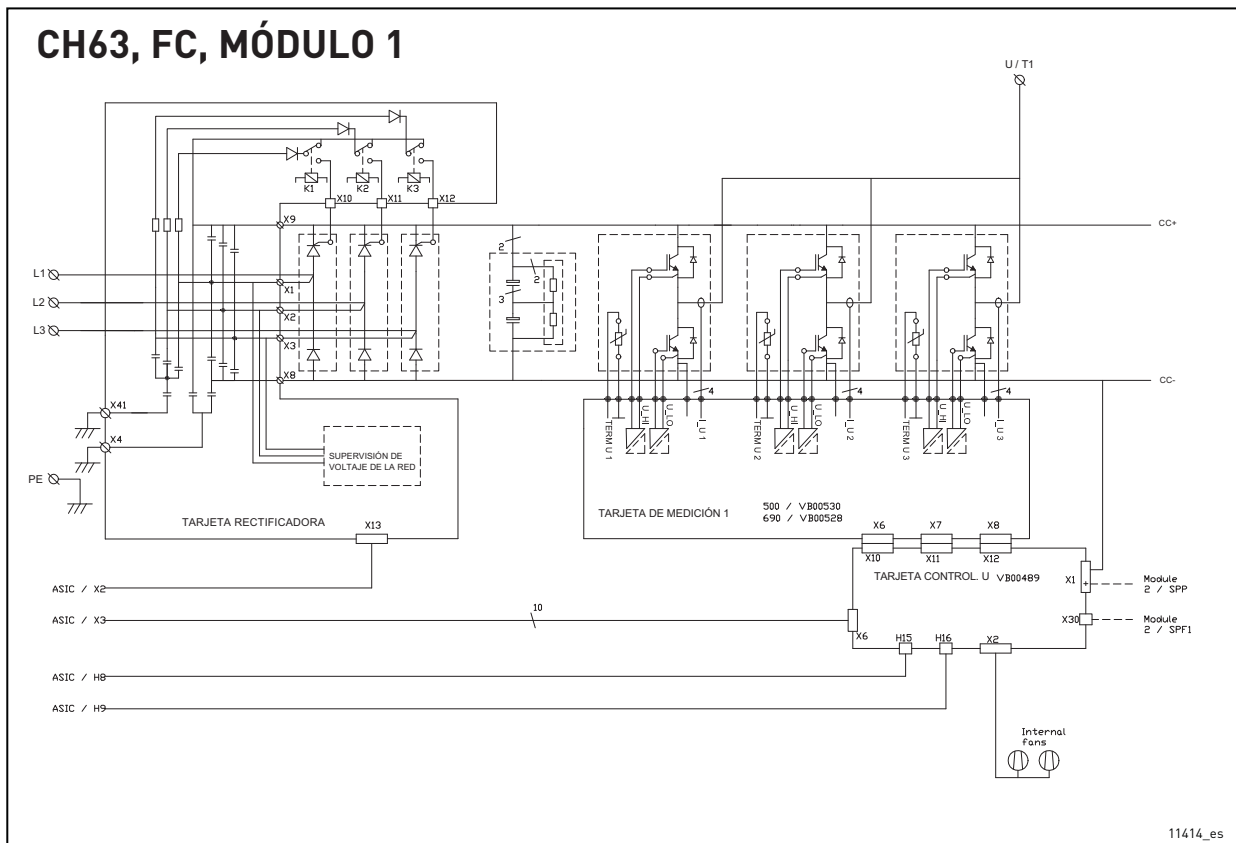 CH63, FC, MÓDULO 1
U / T1
K1
K2
K3
X10
X11
X12
X9
CC+
L1
X1
L2
X2
L3
X3
2
2
3
X8
CC-
4
4
4
X41
X4
PE
TERM U 1
U_HI
U_LO
I_U 1
TERM U 2
U_HI
U_LO
I_U 2
TERM U 3
U_HI
U_LO
I_U 3
SUPERVISIÓN DE
VOLTAJE DE LA RED
TARJETA RECTIFICADORA
X13
TARJETA DE MEDICIÓN 1
500 / VB00530
690 / VB00528
X6
X7
X8
X10
X11
X12
TARJETA CONTROL. U VB00489
X1
+
Module
2 / SPP
X30
Module
2 / SPF1
ASIC / X2
ASIC / X3
10
X6
H15
H16
X2
ASIC / H8
ASIC / H9
Internal
fans
11414_es